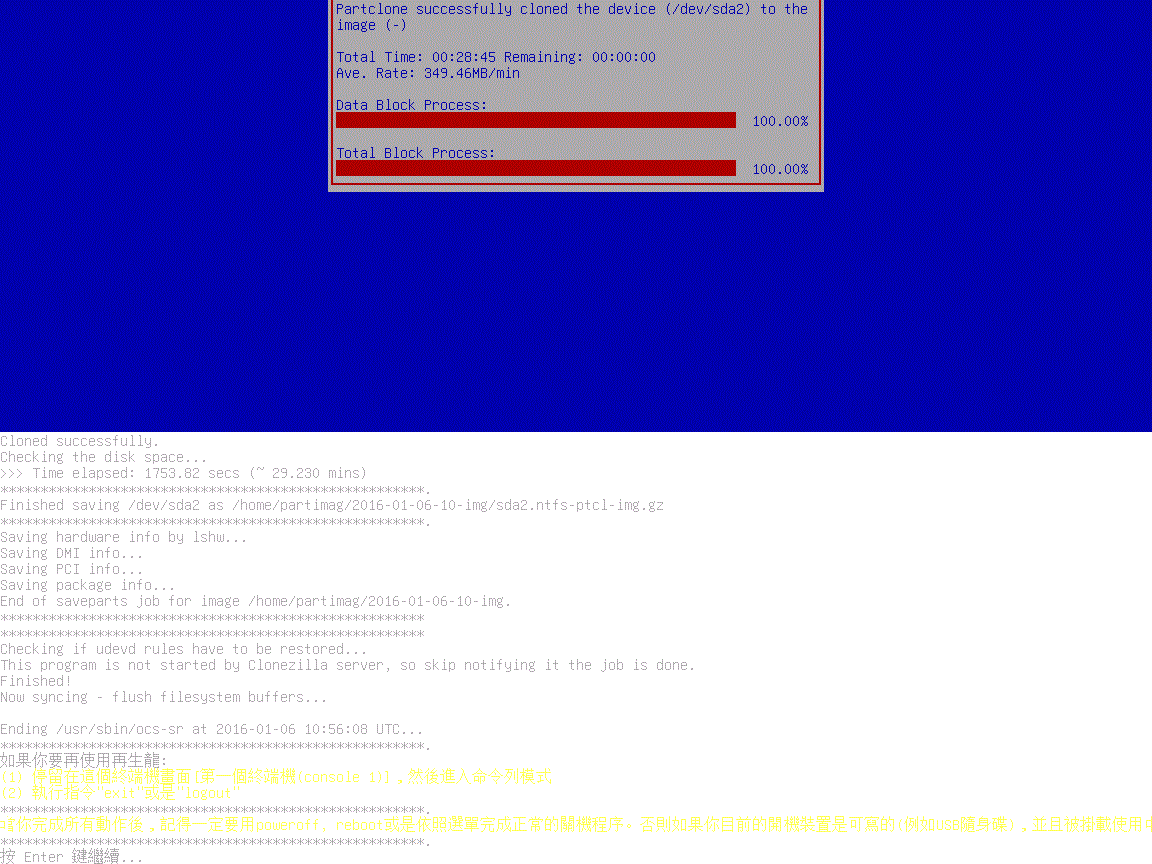 Partclone successfully cloned the device (/dev/sda2) to the
image (-)
Total Time: 00:28:45 Remaining: 00:00:00
Ave. Rate: 349.46MB/min
Data Block Process:
100.00%
Total Block Process:
100.00%
Cloned successfully.
Checking the disk space...
>>> Time elapsed: 1753.82 secs (~ 29.230 mins)
*****************************************************.
Finished saving /dev/sda2 as /home/partimag/2016-01-06-10-img/sda2.ntfs-ptcl-img.gz
*****************************************************.
Saving hardware info by lshw...
Saving DMI info...
Saving PCI info...
Saving package info...
End of saveparts job for image /home/partimag/2016-01-06-10-img.
*****************************************************
*****************************************************
Checking if udevd rules have to be restored...
This program is not started by Clonezilla server, so skip notifying it the job is done.
Finished!
Now syncing - flush filesystem buffers...
Ending /usr/sbin/ocs-sr at 2016-01-06 10:56:08 UTC...
*****************************************************.
如果你要再使用再生龍:
(1) 停留在這個終端機畫面[第一個終端機(console 1)]，然後進入命令列模式
(2) 執行指令"exit"或是"logout"
*****************************************************.
當你完成所有動作後，記得一定要用poweroff, reboot或是依照選單完成正常的關機程序。否則如果你目前的開機裝置是可寫的(例如USB隨身碟)，並且被掛載使用中
*****************************************************.
按 Enter 鍵繼續...